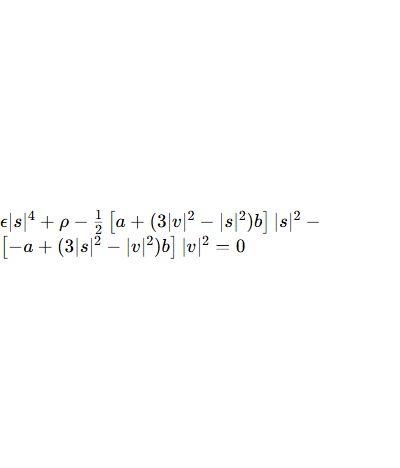 ϵ|s|⁴ + ρ − ½ [a + (3|v|² − |s|²)b] |s|² −
[−a + (3|s|² − |v|²)b] |v|² = 0